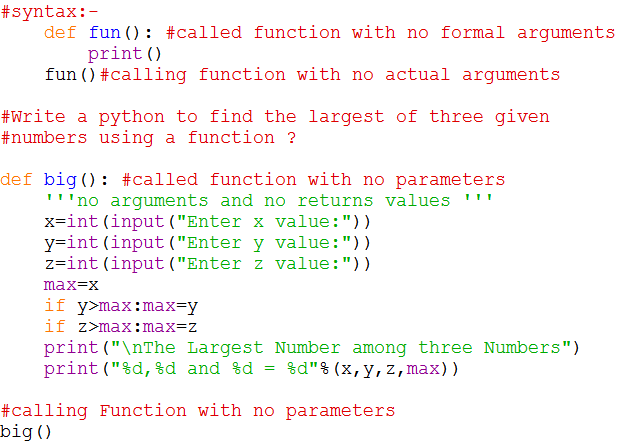 #syntax:-
    def fun(): #called function with no formal arguments
        print()
    fun()#calling function with no actual arguments

#Write a python to find the largest of three given
#numbers using a function ?

def big(): #called function with no parameters
    '''no arguments and no returns values '''
    x=int(input("Enter x value:"))
    y=int(input("Enter y value:"))
    z=int(input("Enter z value:"))
    max=x
    if y>max:max=y
    if z>max:max=z
    print("\nThe Largest Number among three Numbers")
    print("%d,%d and %d = %d"%(x,y,z,max))

#calling Function with no parameters
big()